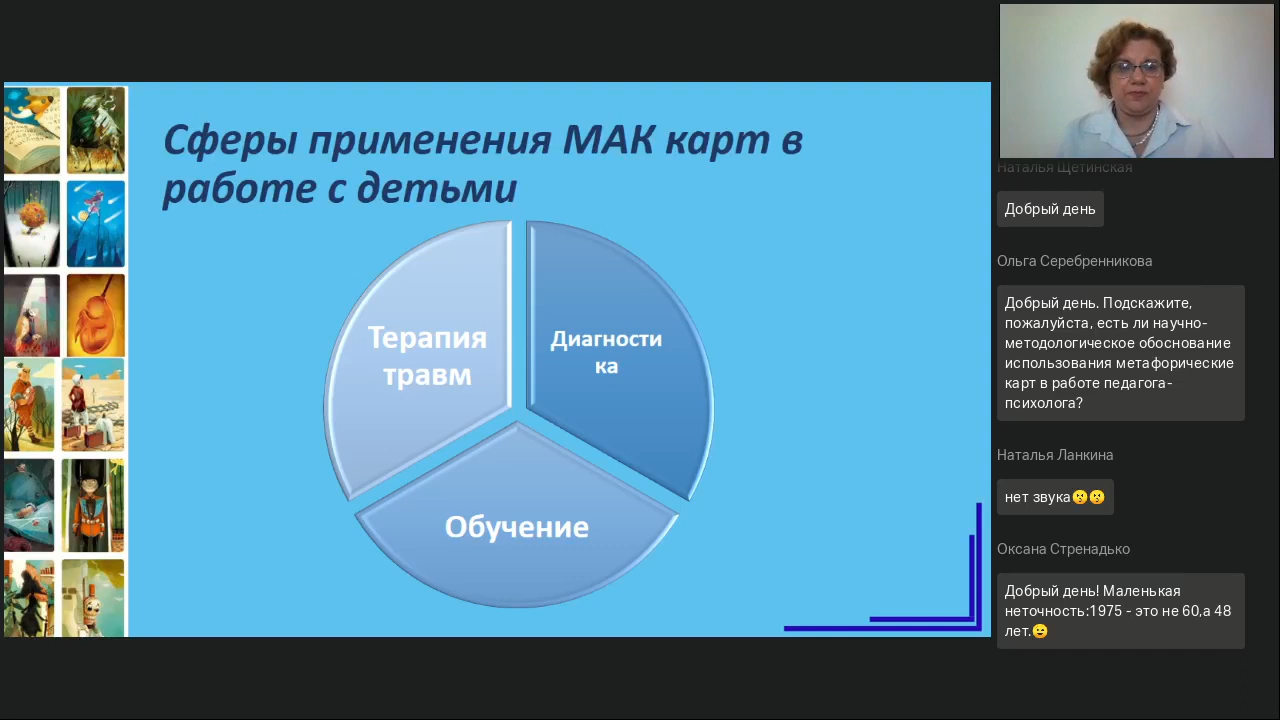 Сферы применения МАК карт в
работе с детьми
Терапия
травм
Диагности
ка
Обучение
Наталья Щетинская
Добрый день
Ольга Серебренникова
Добрый день. Подскажите,
пожалуйста, есть ли научно-
методологическое обоснование
использования метафорические
карт в работе педагога-
психолога?
Наталья Ланкина
нет звука🤫🤫
Оксана Стренадько
Добрый день! Маленькая
неточность:1975 - это не 60,а 48
лет.😉